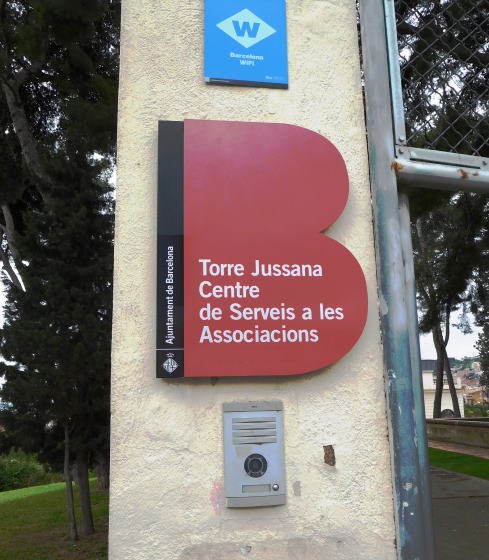 W
Barcelona
WiFi
Ajuntament de Barcelona
Torre Jussana
Centre
de Serveis a les
Associacions